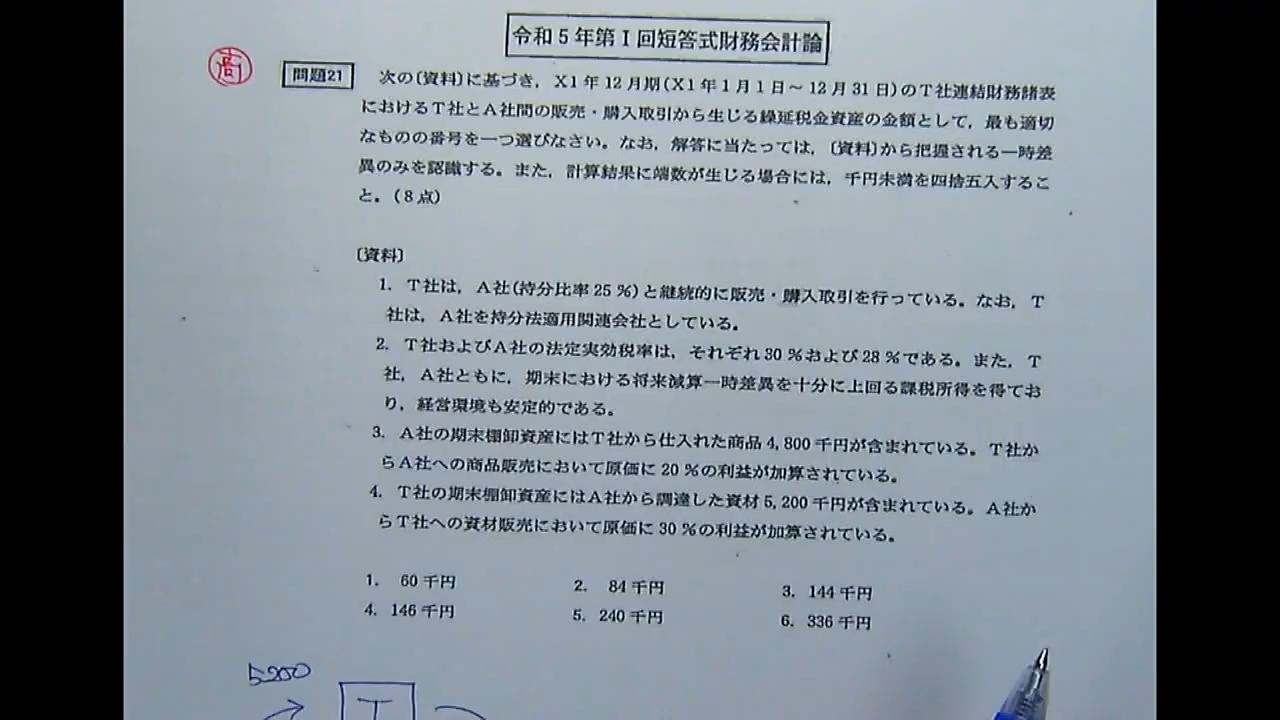 令和5年第Ⅰ回短答式財務会計論
高
問題21 次の〔資料〕に基づき，X1年12月期(X1年1月1日～12月31日)のT社連結財務諸表
におけるT社とA社間の販売・購入取引から生じる繰延税金資産の金額として，最も適切
なものの番号を一つ選びなさい。なお，解答に当たっては，〔資料〕から把握される一時差
異のみを認識する。また，計算結果に端数が生じる場合には，千円未満を四捨五入するこ
と。(8点)
〔資料〕
1. T社は，A社(持分比率25％)と継続的に販売・購入取引を行っている。なお，T
社は，A社を持分法適用関連会社としている。
2. T社およびA社の法定実効税率は，それぞれ30％および28％である。また，T
社，A社ともに，期末における将来減算一時差異を十分に上回る課税所得を得てお
り，経営環境も安定的である。
3. A社の期末棚卸資産にはT社から仕入れた商品4,800千円が含まれている。T社か
らA社への商品販売において原価に20％の利益が加算されている。
4. T社の期末棚卸資産にはA社から調達した資材5,200千円が含まれている。A社か
らT社への資材販売において原価に30％の利益が加算されている。
1. 60千円 2. 84千円 3. 144千円
4. 146千円 5. 240千円 6. 336千円
5200
T